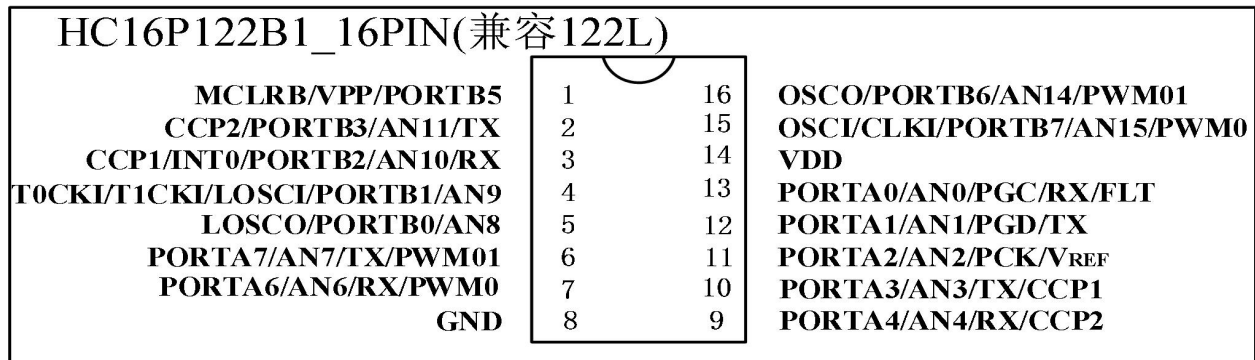 HC16P122B1_16PIN(兼容122L)
MCLRB/VPP/PORTB5 1 16 OSCO/PORTB6/AN14/PWM01
CCP2/PORTB3/AN11/TX 2 15 OSCI/CLKI/PORTB7/AN15/PWM0
CCP1/INT0/PORTB2/AN10/RX 3 14 VDD
T0CKI/T1CKI/LOSCI/PORTB1/AN9 4 13 PORTA0/AN0/PGC/RX/FLT
LOSCO/PORTB0/AN8 5 12 PORTA1/AN1/PGD/TX
PORTA7/AN7/TX/PWM01 6 11 PORTA2/AN2/PCK/VREF
PORTA6/AN6/RX/PWM0 7 10 PORTA3/AN3/TX/CCP1
GND 8 9 PORTA4/AN4/RX/CCP2